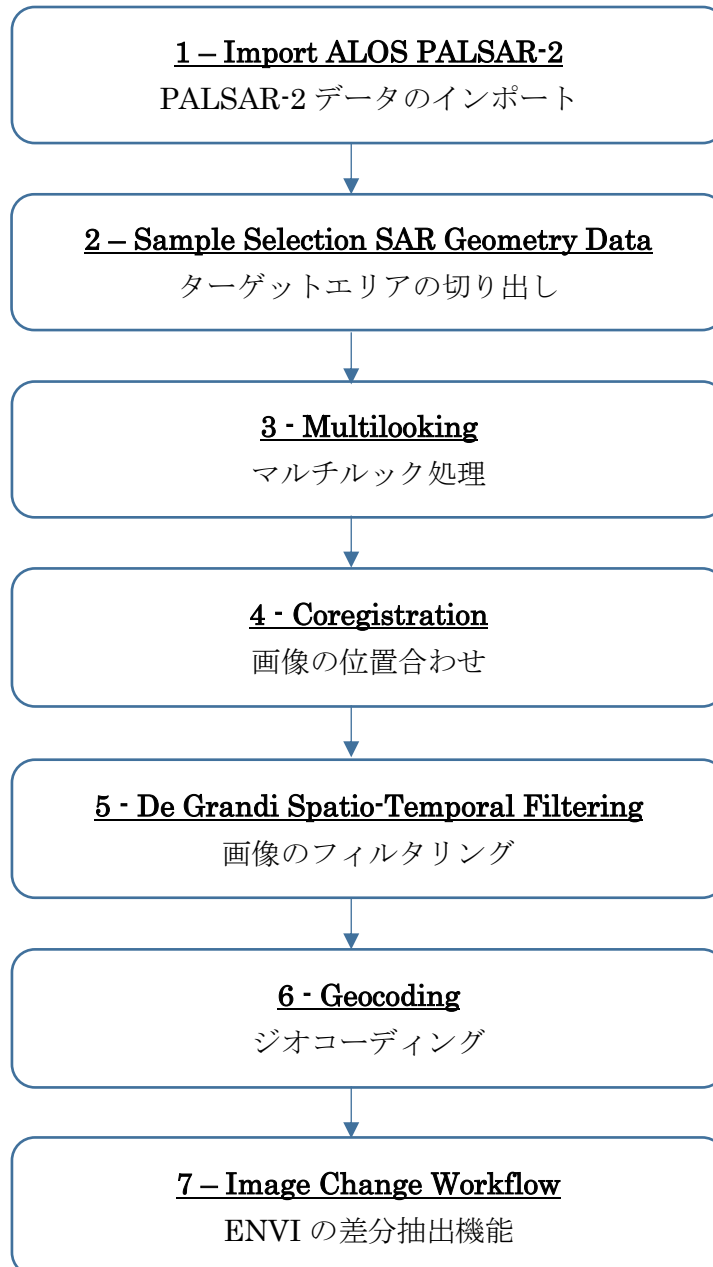 1 – Import ALOS PALSAR-2
PALSAR-2 データのインポート
2 – Sample Selection SAR Geometry Data
ターゲットエリアの切り出し
3 - Multilooking
マルチルック処理
4 - Coregistration
画像の位置合わせ
5 - De Grandi Spatio-Temporal Filtering
画像のフィルタリング
6 - Geocoding
ジオコーディング
7 – Image Change Workflow
ENVI の差分抽出機能